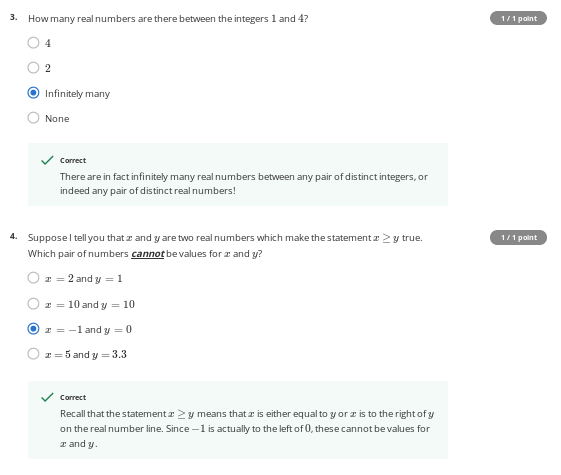 3. How many real numbers are there between the integers 1 and 4? 1 / 1 point
4
2
Infinitely many
None
Correct
There are in fact infinitely many real numbers between any pair of distinct integers, or
indeed any pair of distinct real numbers!
4. Suppose I tell you that x and y are two real numbers which make the statement x ≥ y true. 1 / 1 point
Which pair of numbers cannot be values for x and y?
x = 2 and y = 1
x = 10 and y = 10
x = −1 and y = 0
x = 5 and y = 3.3
Correct
Recall that the statement x ≥ y means that x is either equal to y or x is to the right of y
on the real number line. Since −1 is actually to the left of 0, these cannot be values for
x and y.